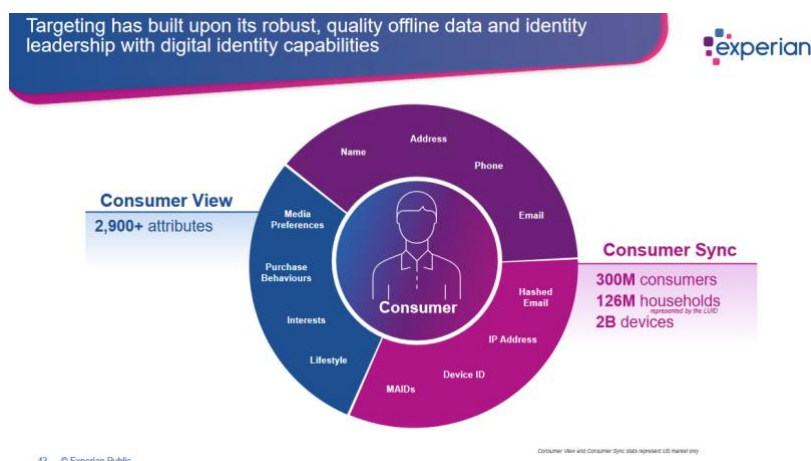 Targeting has built upon its robust, quality offline data and identity
leadership with digital identity capabilities
experian
Name
Address
Phone
Email
Consumer View
2,900+ attributes
Media
Preferences
Purchase
Behaviours
Interests
Lifestyle
Consumer
Consumer Sync
300M consumers
126M households
represented by the LUID
2B devices
Hashed
Email
IP Address
Device ID
MAIDs
Consumer View and Consumer Sync stats represent US market only
© Experian Public